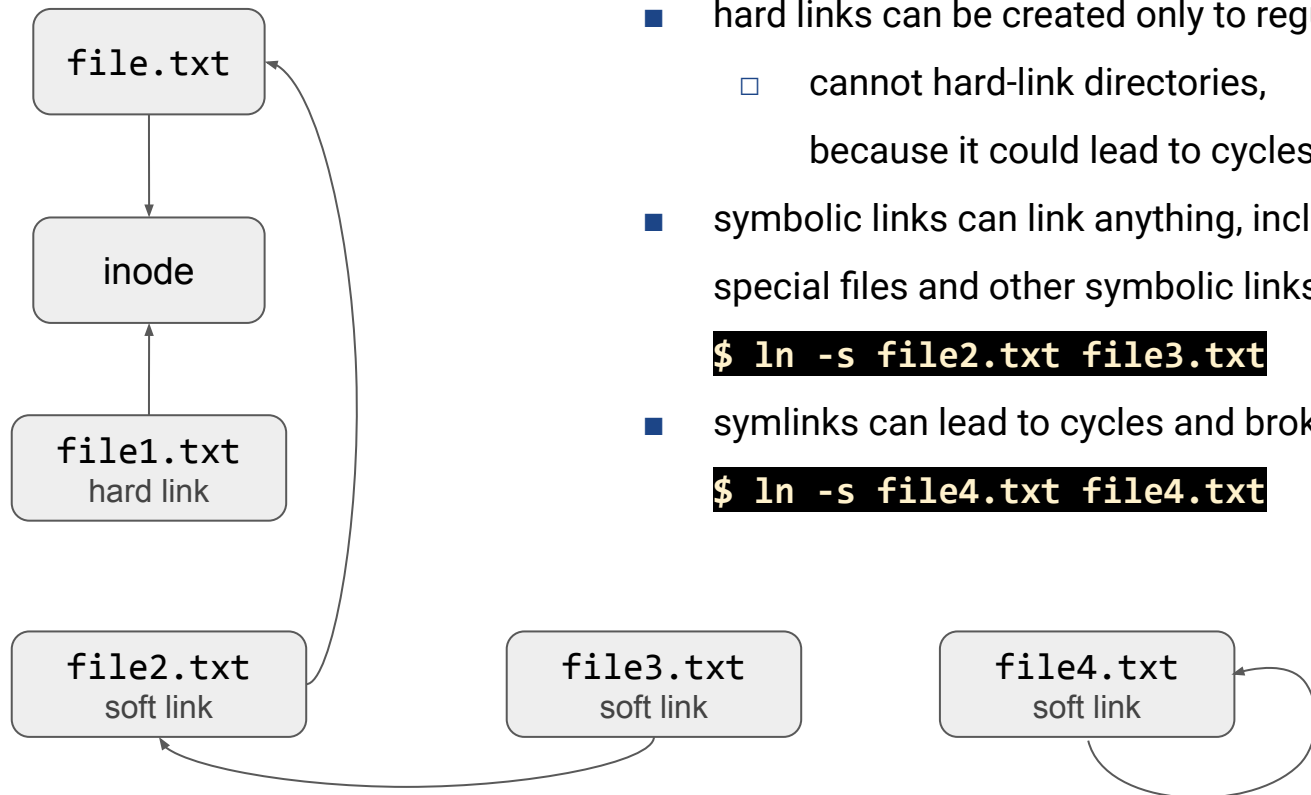 file.txt
inode
file1.txt
hard link
file2.txt
soft link
file3.txt
soft link
file4.txt
soft link
■ hard links can be created only to
□ cannot hard-link directories,
because it could lead to cycles
■ symbolic links can link anything,
special files and other symbolic links
$ ln -s file2.txt file3.txt
■ symlinks can lead to cycles and
$ ln -s file4.txt file4.txt